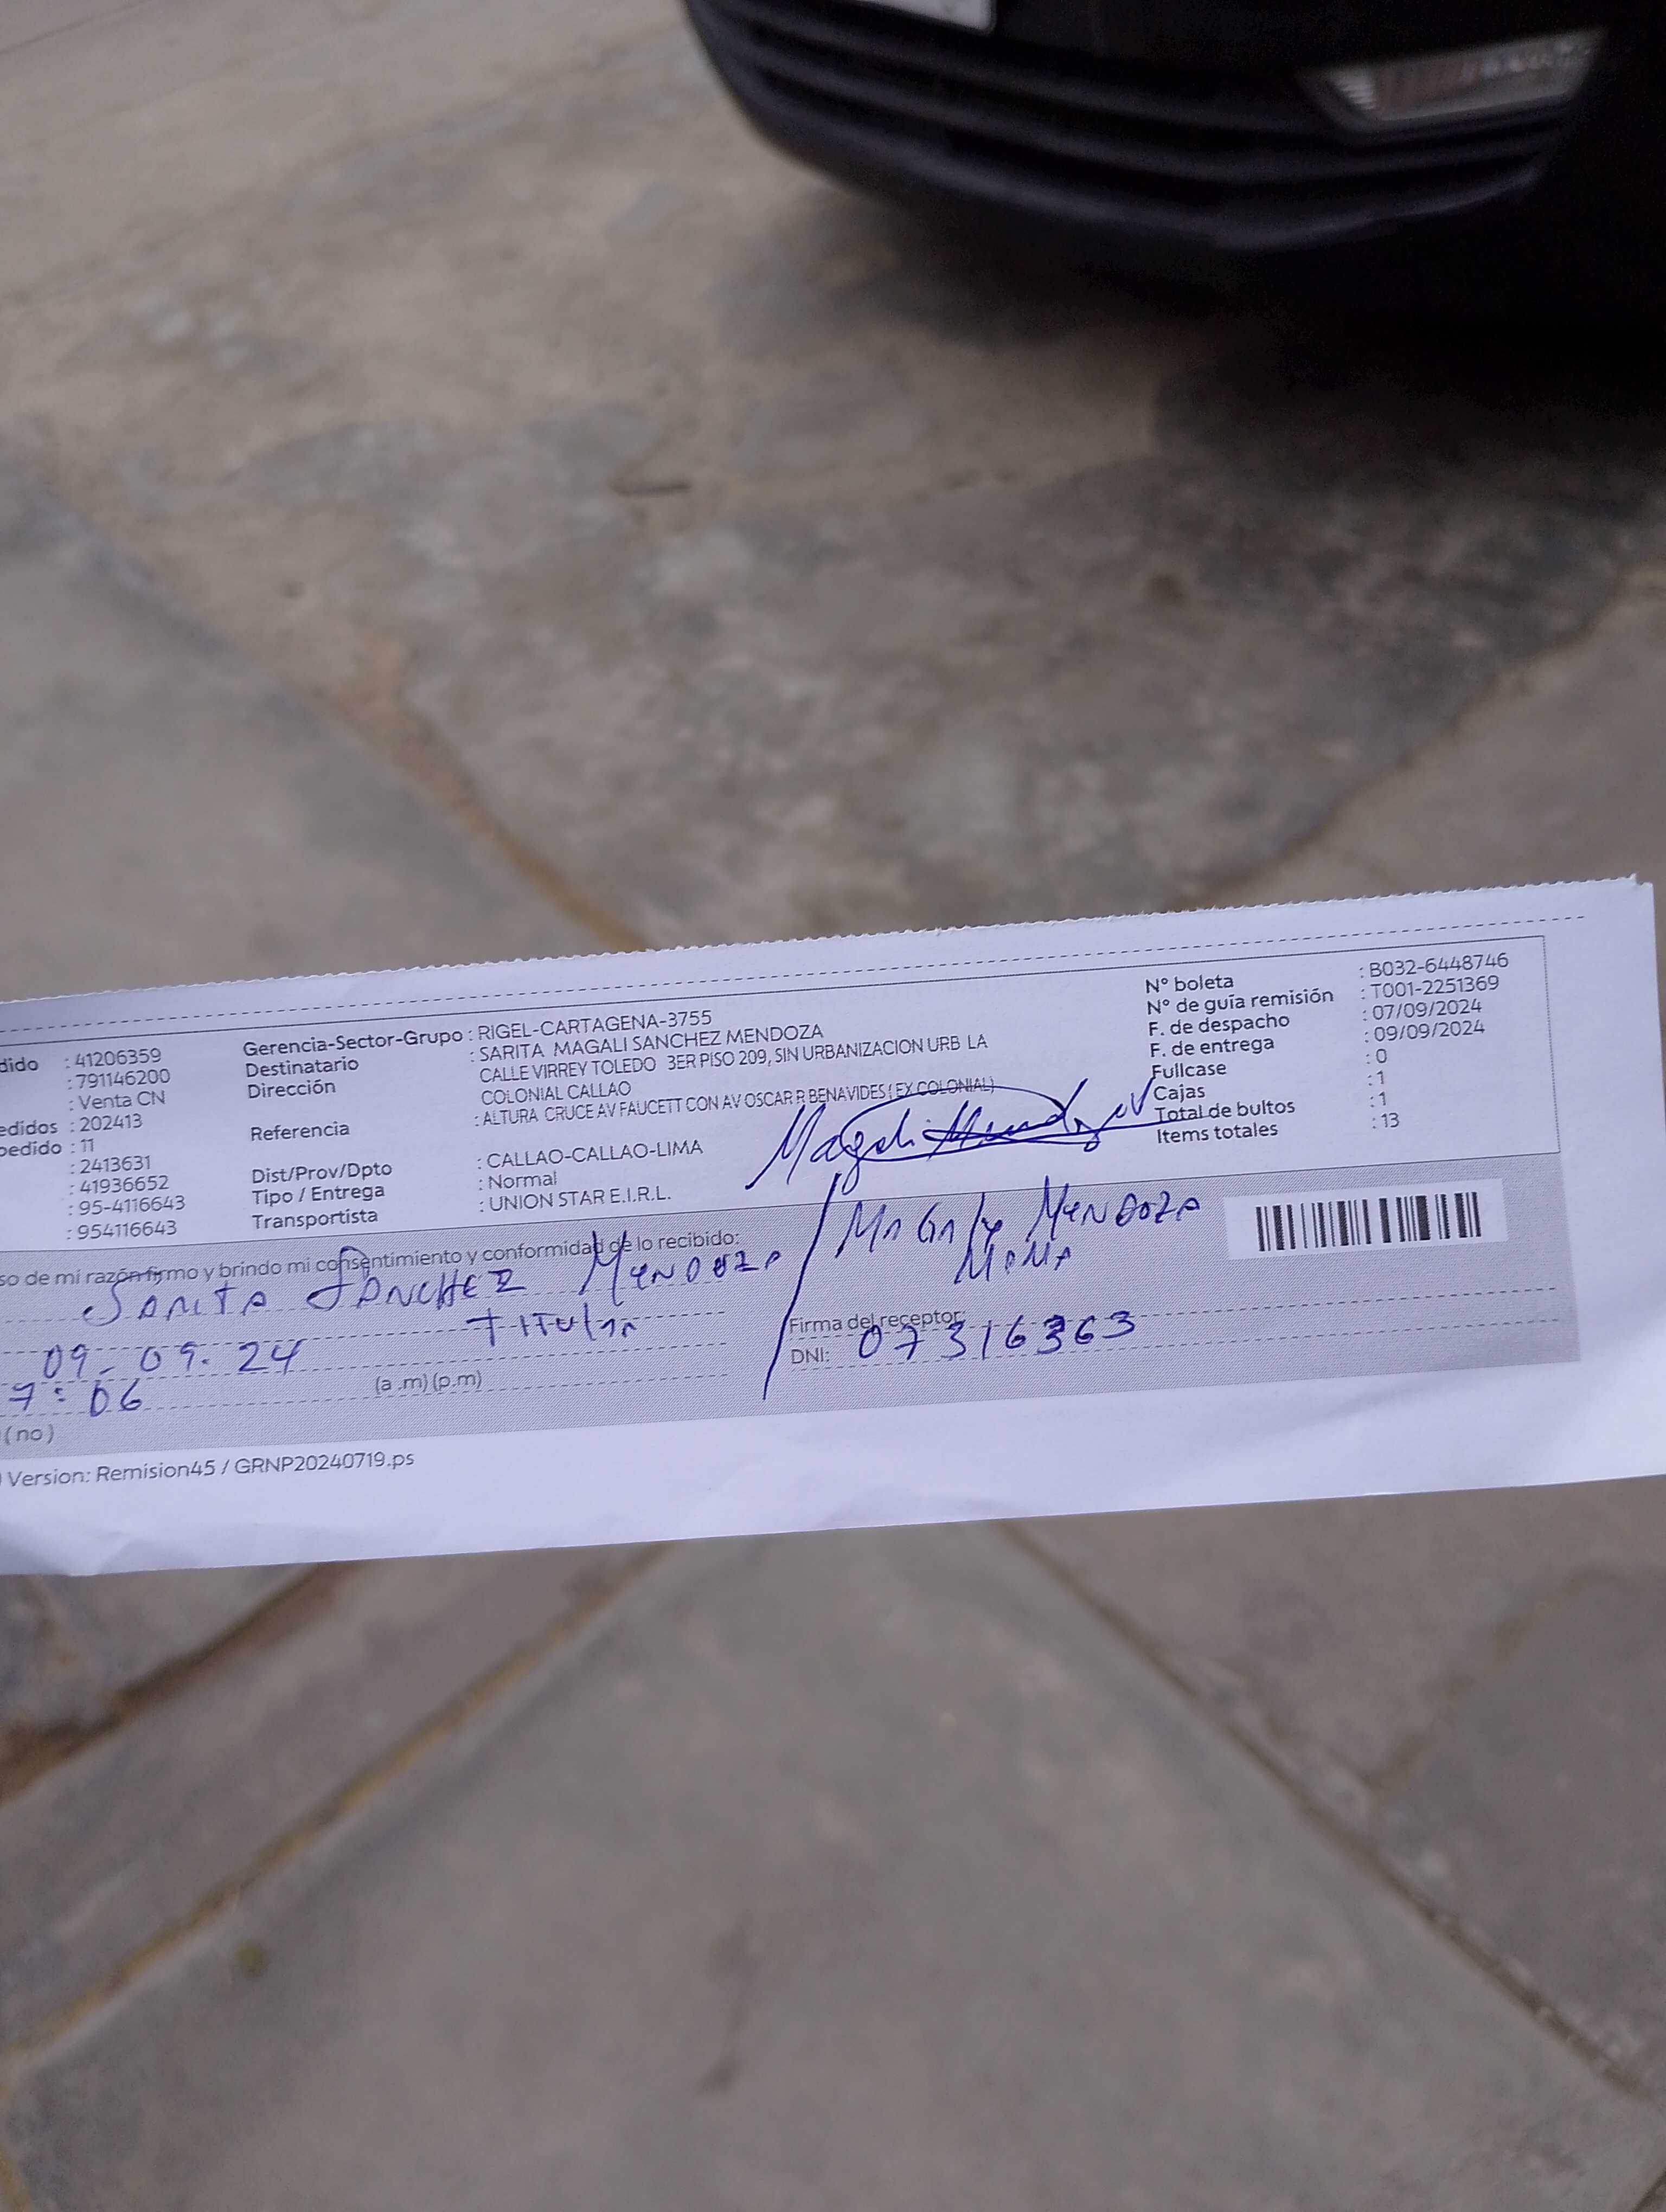 dido : 41206359
: 791146200
: Venta CN
edidos : 202413
pedido : 11
: 2413631
: 41936652
: 95-4116643
: 954116643
Gerencia-Sector-Grupo : RIGEL-CARTAGENA-3755
Destinatario : SARITA MAGALI SANCHEZ MENDOZA
Dirección CALLE VIRREY TOLEDO 3ER PISO 209, SIN URBANIZACION URB LA
COLONIAL CALLAO
Referencia : ALTURA CRUCE AV FAUCETT CON AV OSCAR R BENAVIDES ( EX COLONIAL)
Dist/Prov/Dpto : CALLAO-CALLAO-LIMA
Tipo / Entrega : Normal
Transportista : UNION STAR E.I.R.L.
N° boleta : B032-6448746
N° de guía remisión : T001-2251369
F. de despacho : 07/09/2024
F. de entrega : 09/09/2024
Fullcase : 0
Cajas : 1
Total de bultos : 1
Items totales : 13
Magali Mendoza
so de mi razón firmo y brindo mi consentimiento y conformidad de lo recibido:
Sarita Sanchez Mendoza
Titular
09-09-24
7:06 (a .m) (p.m)
(no)
Magaly Mendoza
Mama
Firma del receptor:
DNI: 07316363
Version: Remision45 / GRNP20240719.ps